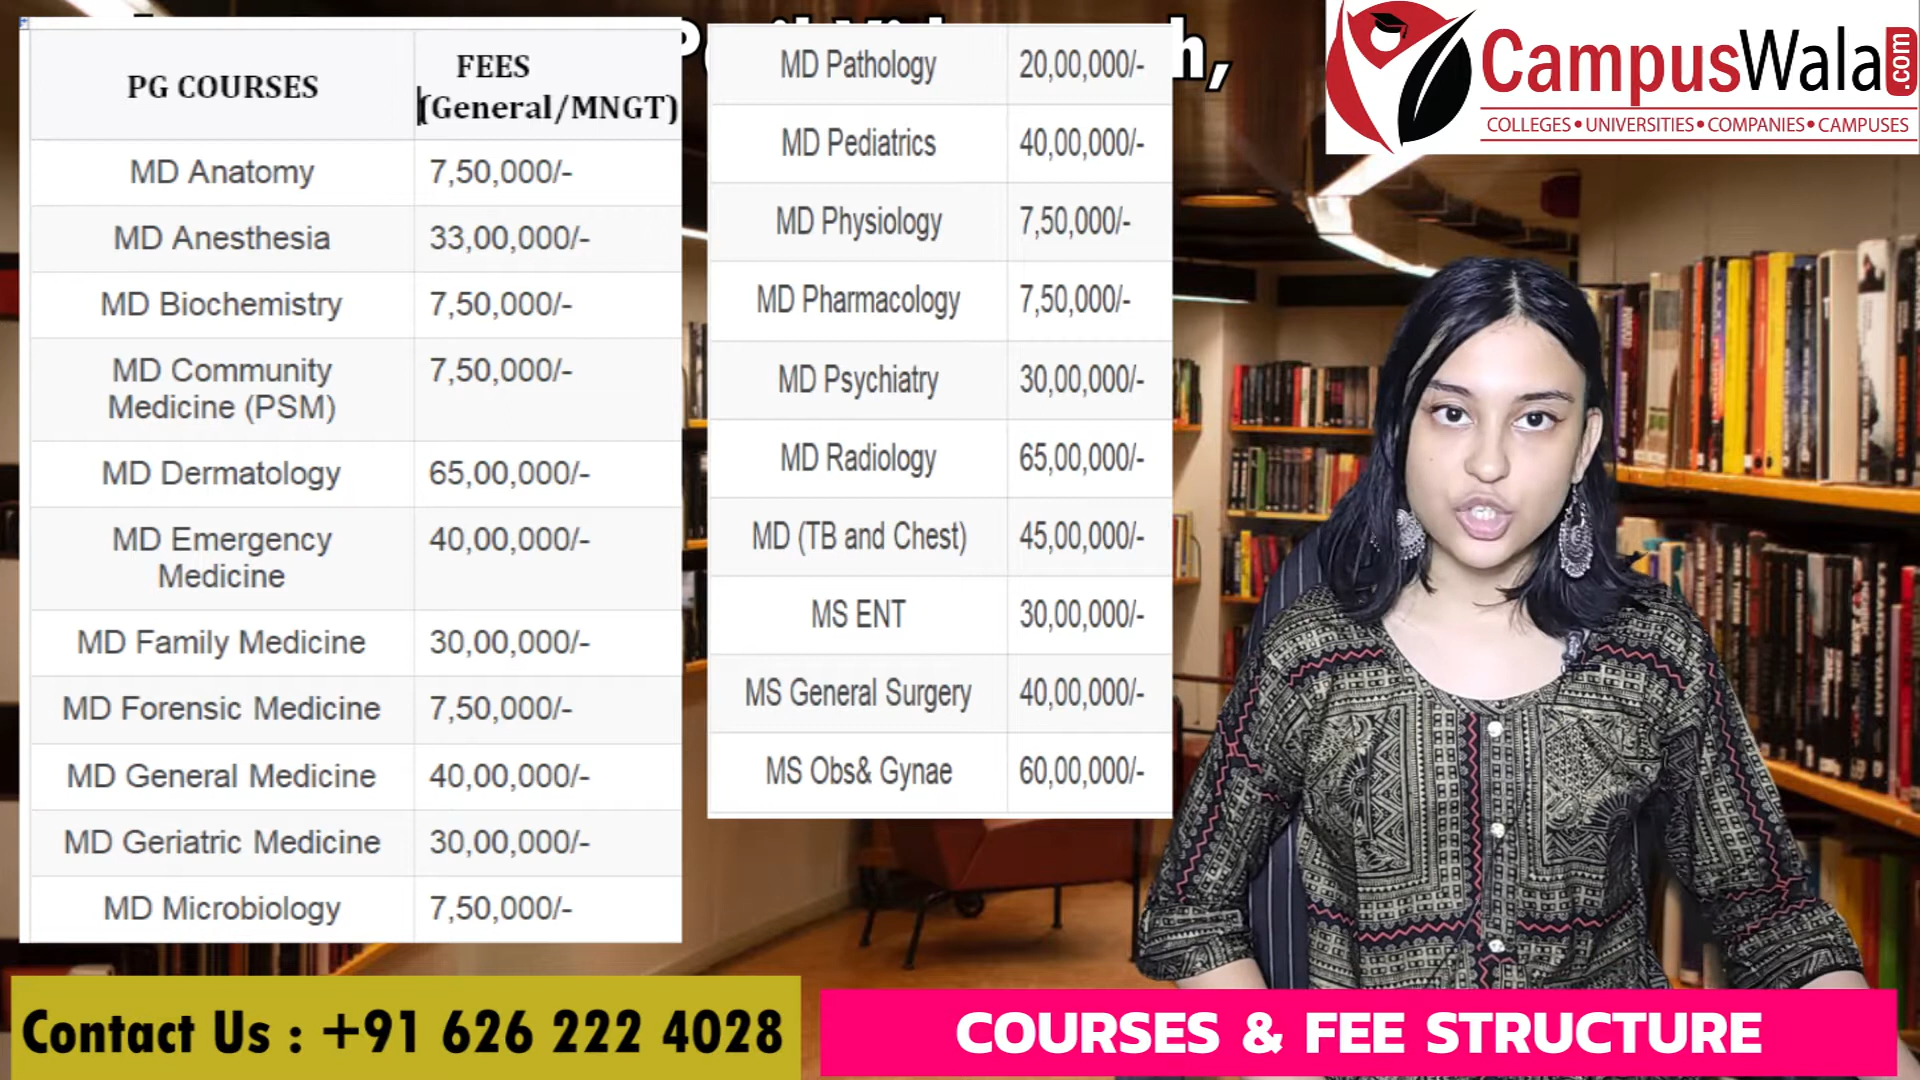 PG COURSES
FEES
(General/MNGT)
MD Anatomy
7,50,000/-
MD Anesthesia
33,00,000/-
MD Biochemistry
7,50,000/-
MD Community
Medicine (PSM)
7,50,000/-
MD Dermatology
65,00,000/-
MD Emergency
Medicine
40,00,000/-
MD Family Medicine
30,00,000/-
MD Forensic Medicine
7,50,000/-
MD General Medicine
40,00,000/-
MD Geriatric Medicine
30,00,000/-
MD Microbiology
7,50,000/-
MD Pathology
20,00,000/-
MD Pediatrics
40,00,000/-
MD Physiology
7,50,000/-
MD Pharmacology
7,50,000/-
MD Psychiatry
30,00,000/-
MD Radiology
65,00,000/-
MD (TB and Chest)
45,00,000/-
MS ENT
30,00,000/-
MS General Surgery
40,00,000/-
MS Obs& Gynae
60,00,000/-
CampusWala.com
COLLEGES•UNIVERSITIES•COMPANIES•CAMPUSES
Contact Us : +91 626 222 4028
COURSES & FEE STRUCTURE